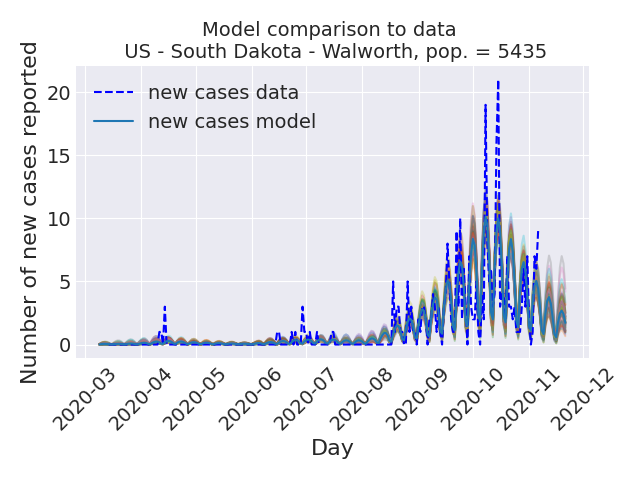 Model comparison to data
US - South Dakota - Walworth, pop. = 5435
Number of new cases reported
20
15
10
5
0
new cases data
new cases model
2020-03
2020-04
2020-05
2020-06
2020-07
2020-08
2020-09
2020-10
2020-11
2020-12
Day